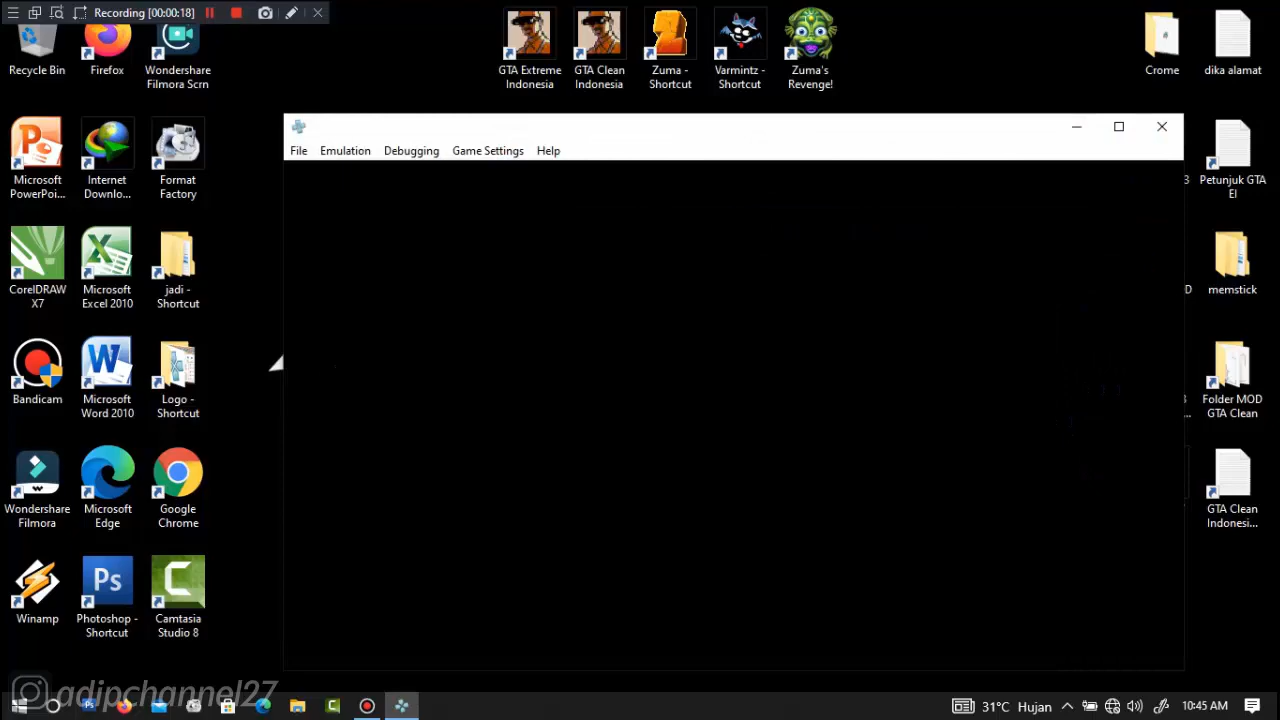 Recording [00:00:18]
Recycle Bin
Firefox
Wondershare
Filmora Scrn
GTA Extreme
Indonesia
GTA Clean
Indonesia
Zuma -
Shortcut
Varmintz -
Shortcut
Zuma's
Revenge!
Crome
dika alamat
File Emulation Debugging Game Settings Help
Microsoft
PowerPoi...
Internet
Downlo...
Format
Factory
3
Petunjuk GTA
EI
CorelDRAW
X7
Microsoft
Excel 2010
jadi -
Shortcut
D
memstick
Bandicam
Microsoft
Word 2010
Logo -
Shortcut
3
...
Folder MOD
GTA Clean
Wondershare
Filmora
Microsoft
Edge
Google
Chrome
GTA Clean
Indonesi...
Winamp
Photoshop -
Shortcut
Camtasia
Studio 8
adipchannel27
31°C Hujan 10:45 AM